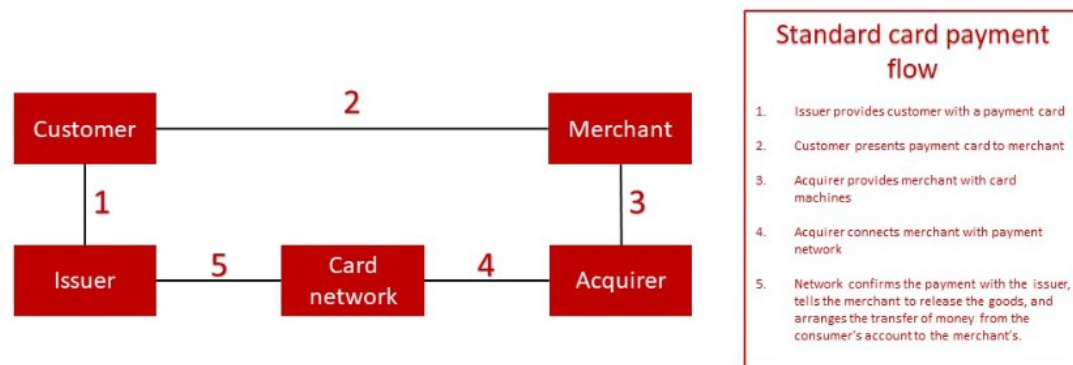 2
Customer
Merchant
1
3
Issuer
5
Card
network
4
Acquirer
Standard card payment
flow
1. Issuer provides customer with a payment card
2. Customer presents payment card to merchant
3. Acquirer provides merchant with card
machines
4. Acquirer connects merchant with payment
network
5. Network confirms the payment with the issuer,
tells the merchant to release the goods, and
arranges the transfer of money from the
consumer's account to the merchant's.